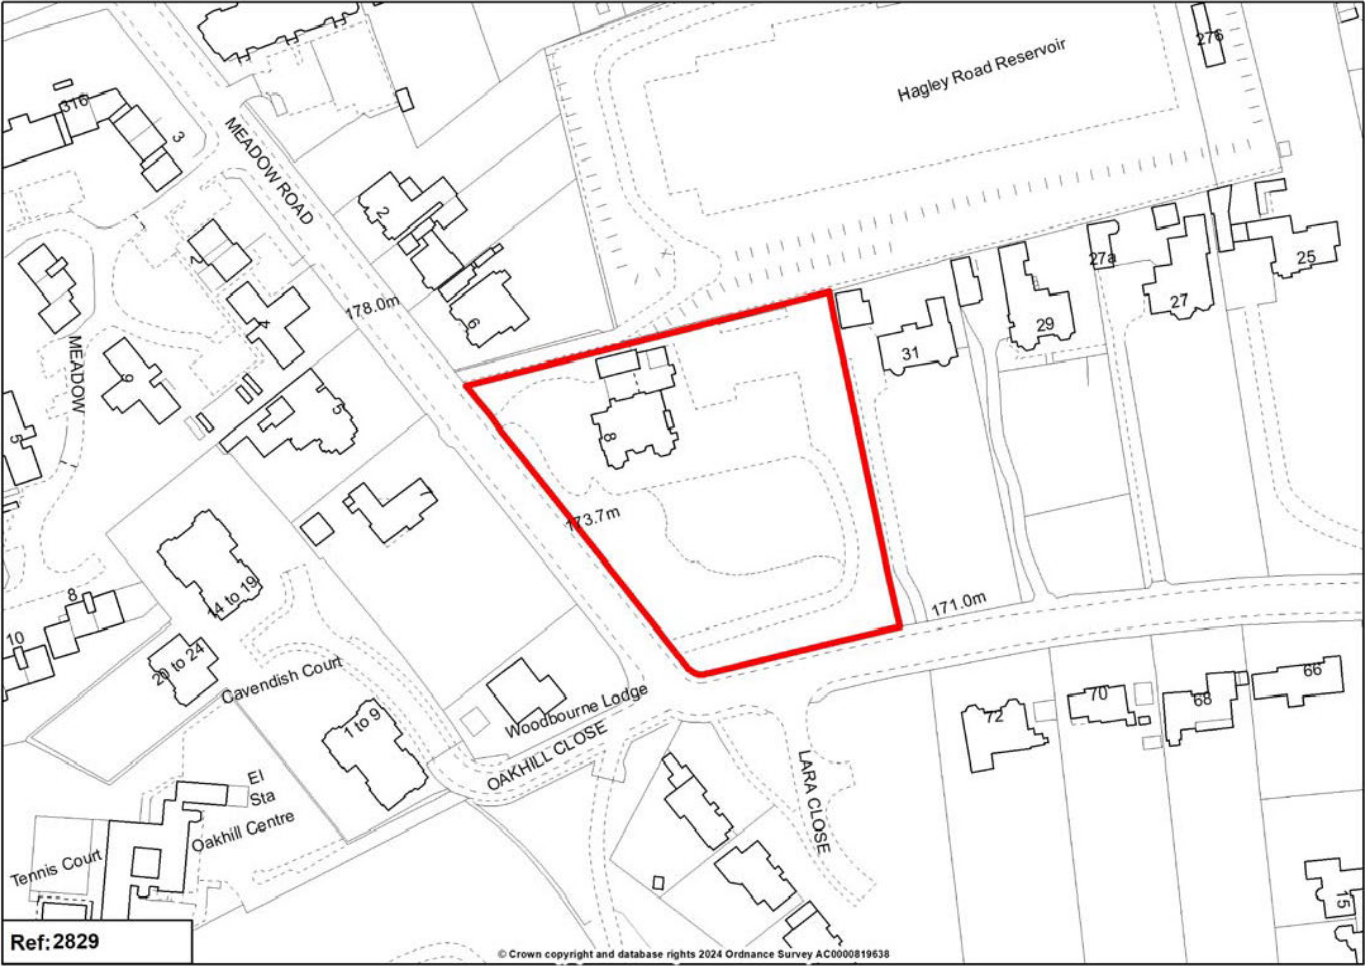 276
Hagley Road Reservoir
316
3
MEADOW ROAD
2
2
27a
25
27
178.0m
4
6
29
31
MEADOW
9
5
5
8
173.7m
14 to 19
8
171.0m
10
20 to 24
Cavendish Court
66
70
68
Woodbourne Lodge
1 to 9
72
OAKHILL CLOSE
LARA CLOSE
El
Sta
Oakhill Centre
Tennis Court
15
Ref:2829
© Crown copyright and database rights 2024 Ordnance Survey AC0000819638